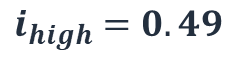 i_high = 0.49